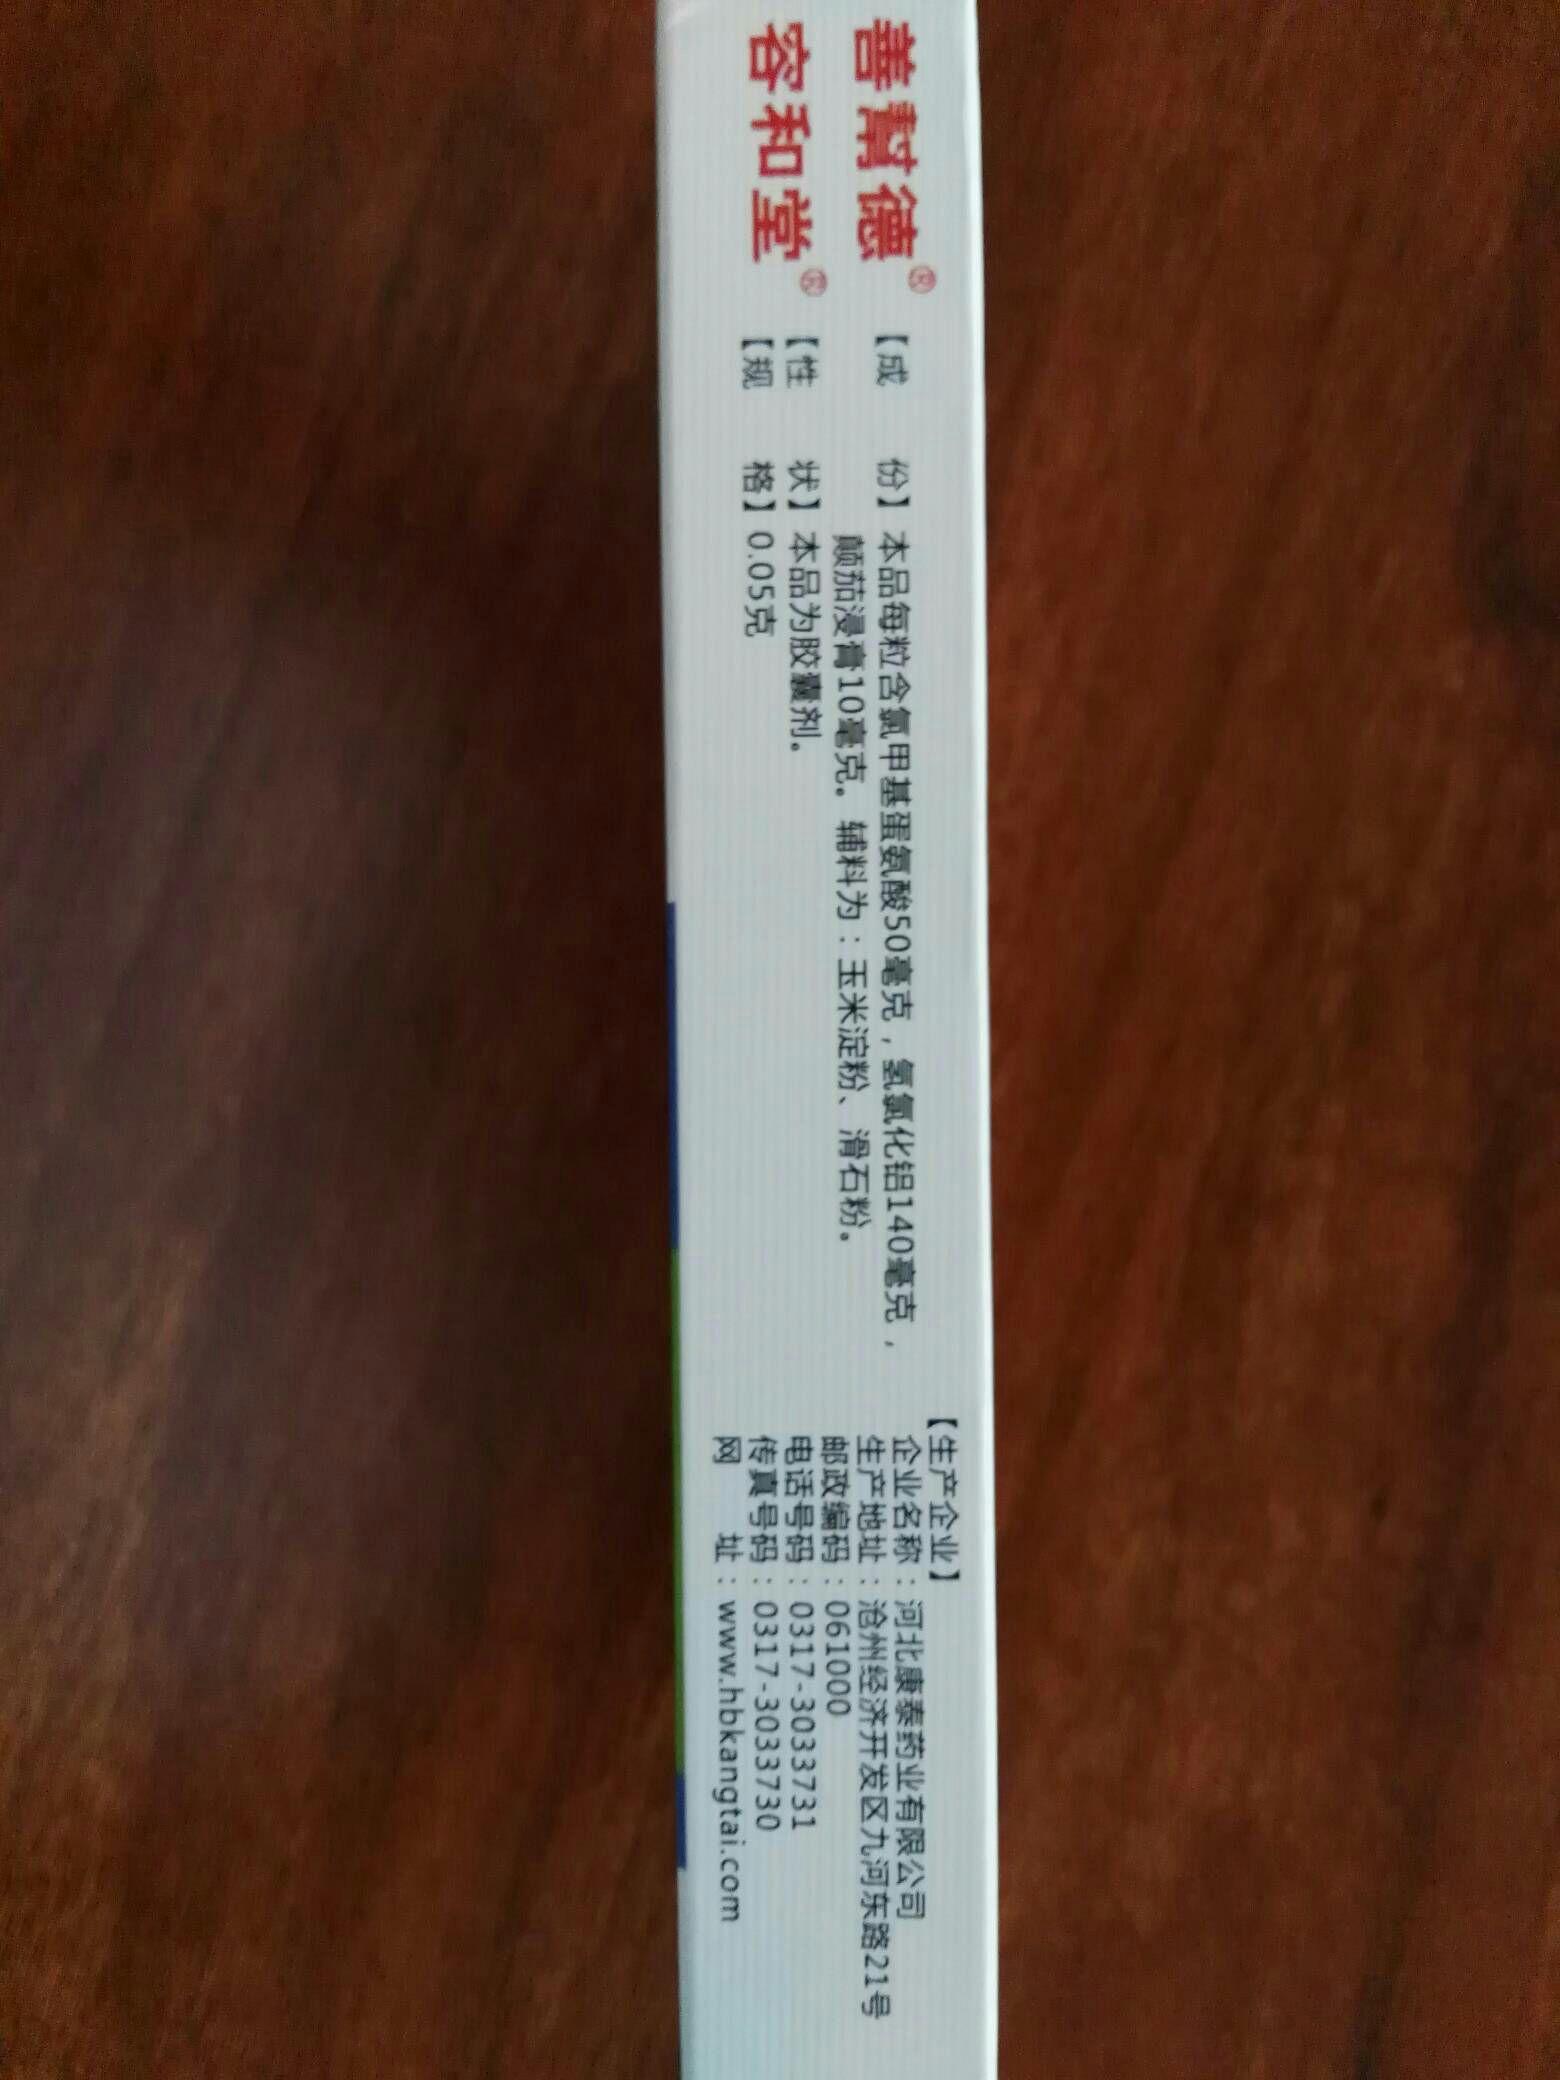 善幫德®
容和堂®
【成 份】本品每粒含氯甲基蛋氨酸50毫克，氢氧化铝140毫克，
颠茄浸膏10毫克。辅料为：玉米淀粉、滑石粉。
【性 状】本品为胶囊剂。
【规 格】0.05克
【生产企业】
企业名称：河北康泰药业有限公司
生产地址：沧州经济开发区九河东路21号
邮政编码：061000
电话号码：0317-3033731
传真号码：0317-3033730
网 址：www.hbkangtai.com